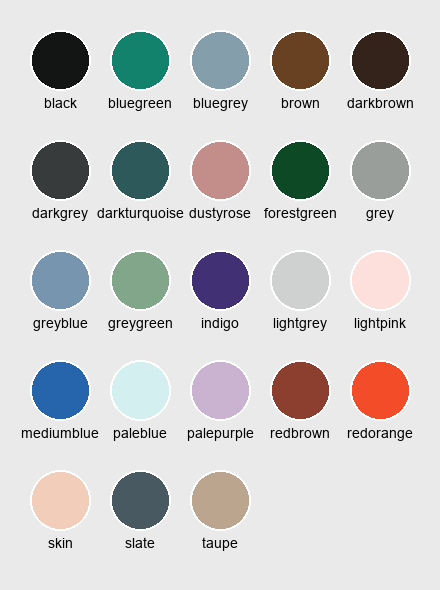 black bluegreen bluegrey brown darkbrown
darkgrey darkturquoise dustyrose forestgreen grey
greyblue greygreen indigo lightgrey lightpink
mediumblue paleblue palepurple redbrown redorange
skin slate taupe